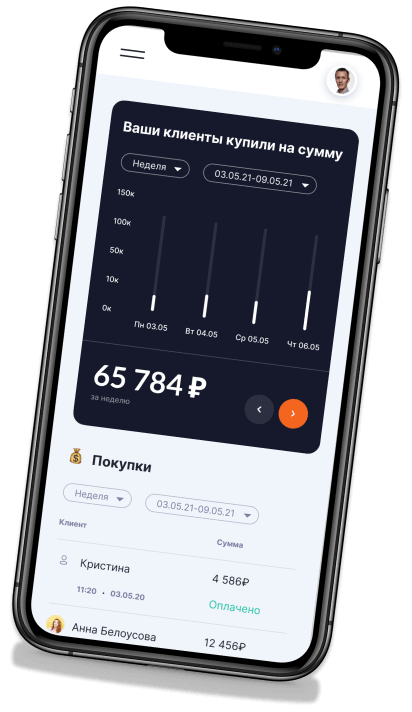 Ваши клиенты купили на сумму
Неделя
03.05.21-09.05.21
150к
100к
50к
10к
0к
Пн 03.05
Вт 04.05
Ср 05.05
Чт 06.05
65 784 ₽
за неделю
Покупки
Неделя
03.05.21-09.05.21
Клиент
Сумма
Кристина
4 586₽
11:20 • 03.05.20
Оплачено
Анна Белоусова
12 456₽